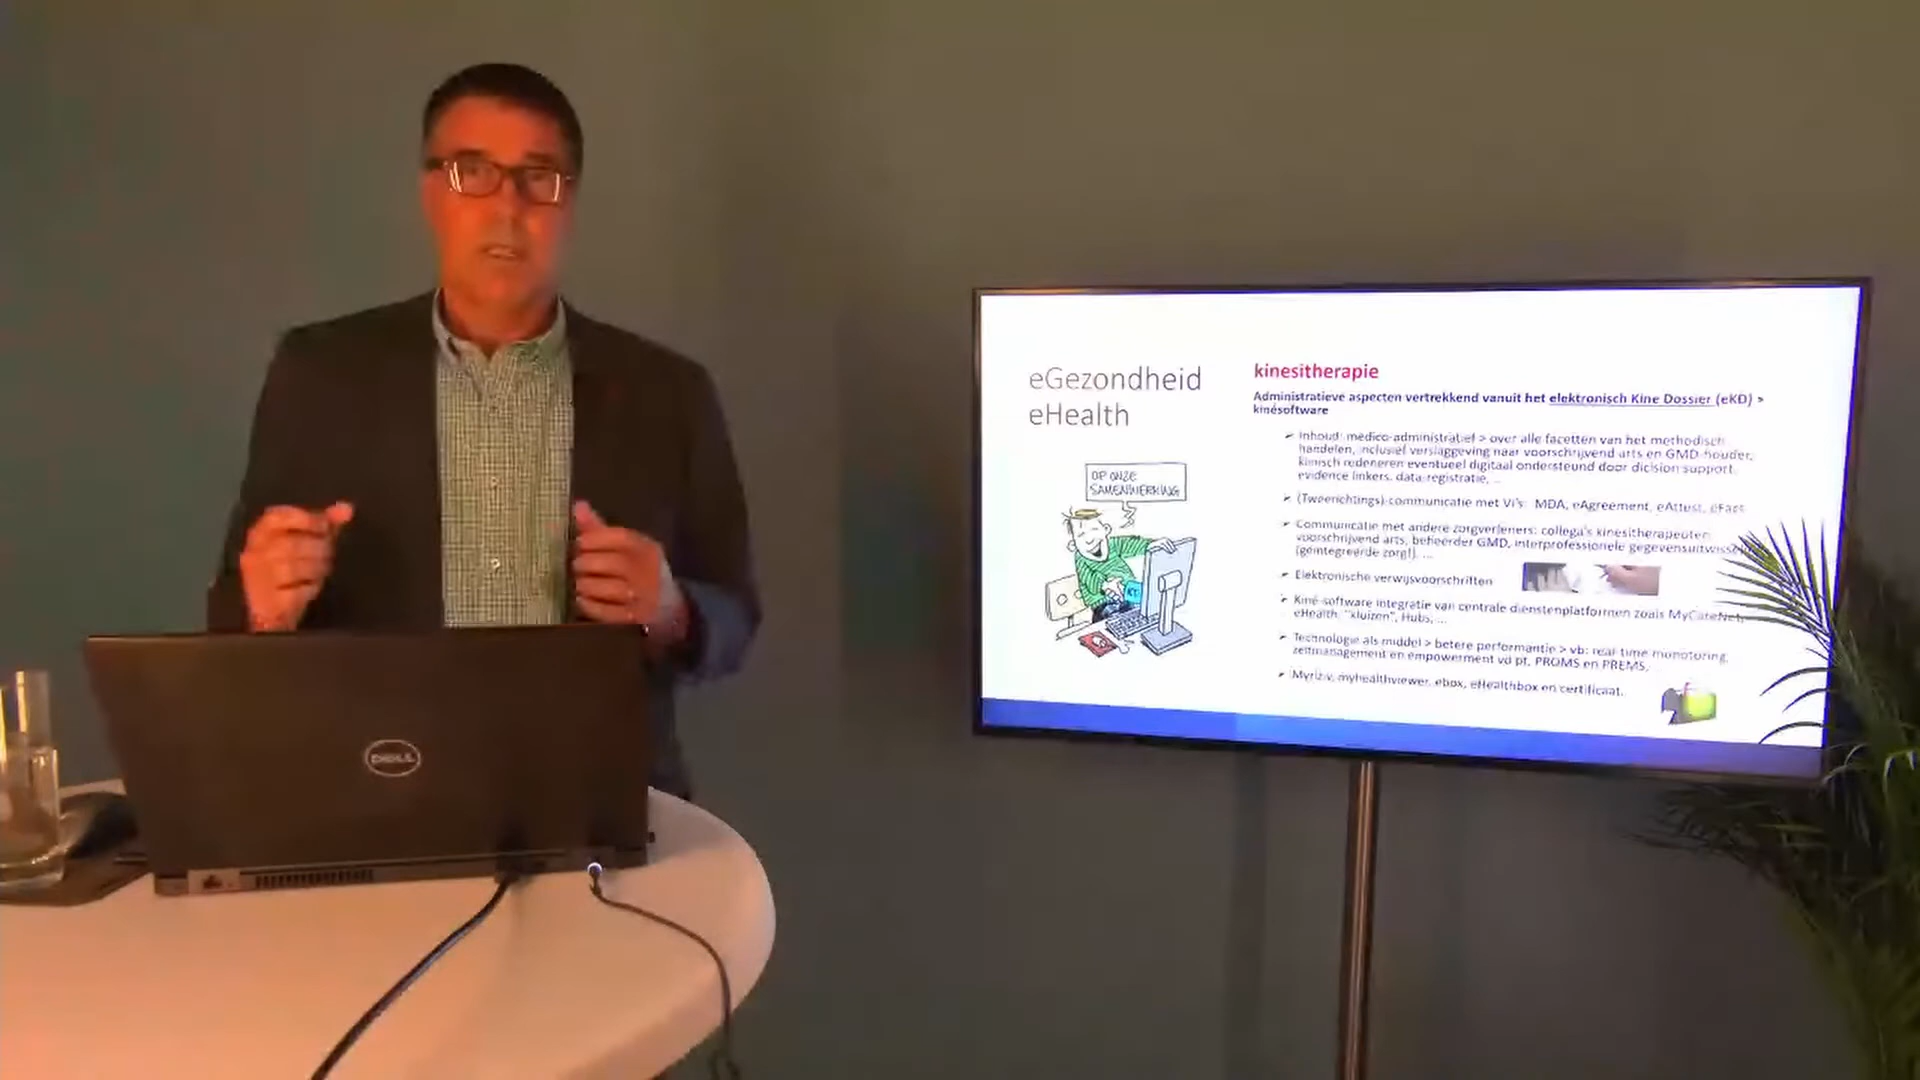 eGezondheid
eHealth
OP ONZE
SAMENWERKING
kinesitherapie
Administratieve aspecten vertrekkend vanuit het elektronisch Kine Dossier (eKD) >
kinésoftware
Inhoud: medico-administratief > over alle facetten van het methodisch
handelen, inclusief verslaggeving naar voorschrijvend arts en GMD-houder,
klinisch redeneren eventueel digitaal ondersteund door dicision support,
evidence linkers, data registratie, ...
(Tweerichtings) communicatie met VI's: MDA, eAgreement, eAttest, eFact
Communicatie met andere zorgverleners: collega's kinesitherapeuten
voorschrijvend arts, beheerder GMD, interprofessionele
(geïntegreerde zorg!), ...
Elektronische verwijsvoorschriften
Kiné-software integratie van centrale dienstenplatformen zoals MyCareNet,
eHealth, "kluizen", Hubs, ...
Technologie als middel > betere performantie > vb: real time monotoring,
zeitmanagement en empowerment vd pt, PROMS en PREMS,
Myriziv, myhealthviewer, ebox, eHealthbox en certificaat.
DELL